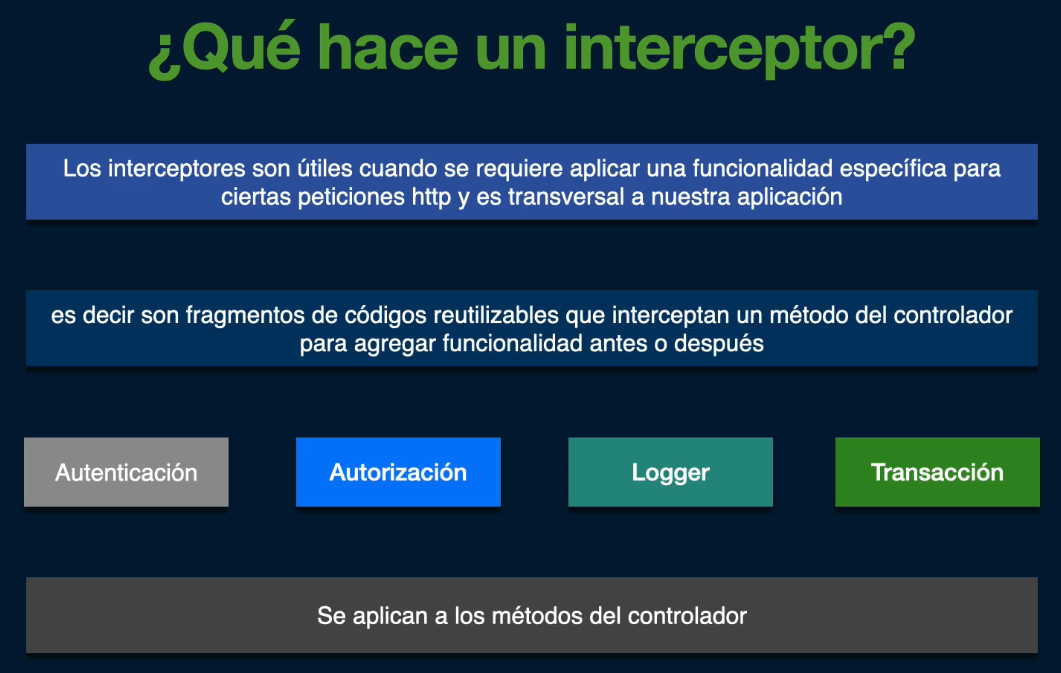 ¿Qué hace un interceptor?
Los interceptores son útiles cuando se requiere aplicar una funcionalidad específica para
ciertas peticiones http y es transversal a nuestra aplicación
es decir son fragmentos de códigos reutilizables que interceptan un método del controlador
para agregar funcionalidad antes o después
Autenticación
Autorización
Logger
Transacción
Se aplican a los métodos del controlador